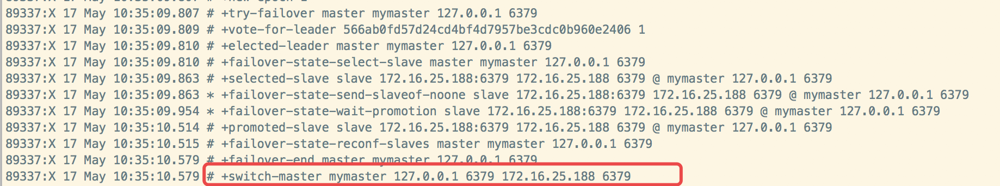 89337:X 17 May 10:35:09.807 # +new epoch 1
89337:X 17 May 10:35:09.807 # +try-failover master mymaster 127.0.0.1 6379
89337:X 17 May 10:35:09.809 # +vote-for-leader 566ab0fd57d24cd4bf4d7957be3cdc0b960e2406 1
89337:X 17 May 10:35:09.810 # +elected-leader master mymaster 127.0.0.1 6379
89337:X 17 May 10:35:09.810 # +failover-state-select-slave master mymaster 127.0.0.1 6379
89337:X 17 May 10:35:09.863 # +selected-slave slave 172.16.25.188:6379 172.16.25.188 6379 @ mymaster 127.0.0.1 6379
89337:X 17 May 10:35:09.863 * +failover-state-send-slaveof-noone slave 172.16.25.188:6379 172.16.25.188 6379 @ mymaster 127.0.0.1 6379
89337:X 17 May 10:35:09.954 * +failover-state-wait-promotion slave 172.16.25.188:6379 172.16.25.188 6379 @ mymaster 127.0.0.1 6379
89337:X 17 May 10:35:10.514 # +promoted-slave slave 172.16.25.188:6379 172.16.25.188 6379 @ mymaster 127.0.0.1 6379
89337:X 17 May 10:35:10.515 # +failover-state-reconf-slaves master mymaster 127.0.0.1 6379
89337:X 17 May 10:35:10.579 # +failover-end master mymaster 127.0.0.1 6379
89337:X 17 May 10:35:10.579 # +switch-master mymaster 127.0.0.1 6379 172.16.25.188 6379